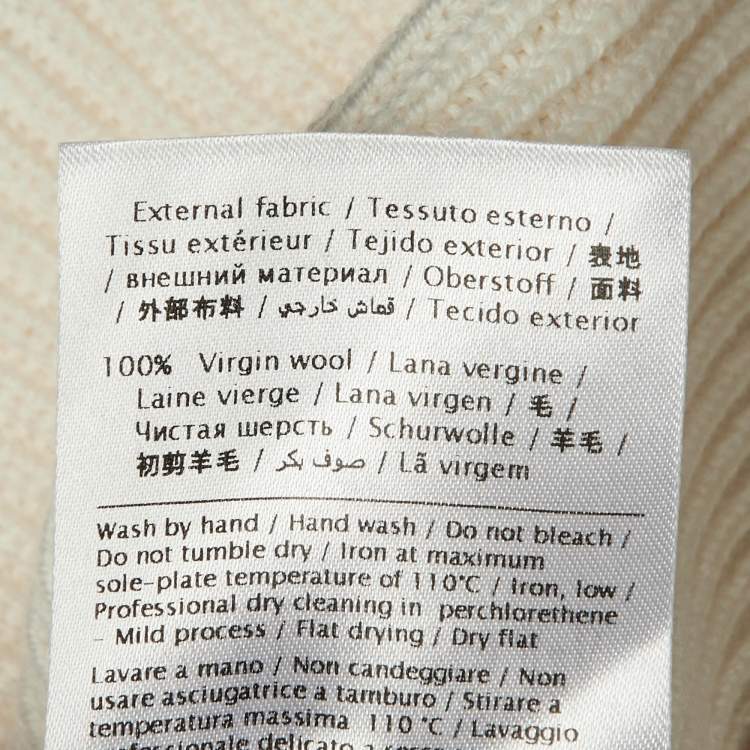 External fabric / Tessuto esterno /
Tissu extérieur / Tejido exterior / 表地
/ внешний материал / Oberstoff / 面料
/ 外部布料 / قماش خارجي / Tecido exterior
100% Virgin wool / Lana vergine /
Laine vierge / Lana virgen / 毛 /
Чистая шерсть / Schurwolle / 羊毛 /
初剪羊毛 / صوف بكر / Lã virgem
Wash by hand / Hand wash / Do not bleach /
Do not tumble dry / Iron at maximum
sole-plate temperature of 110°C / Iron, low /
Professional dry cleaning in perchlorethene
- Mild process / Flat drying / Dry flat
Lavare a mano / Non candeggiare / Non
usare asciugatrice a tamburo / Stirare a
temperatura massima 110 °C / Lavaggio
professionale delicato a